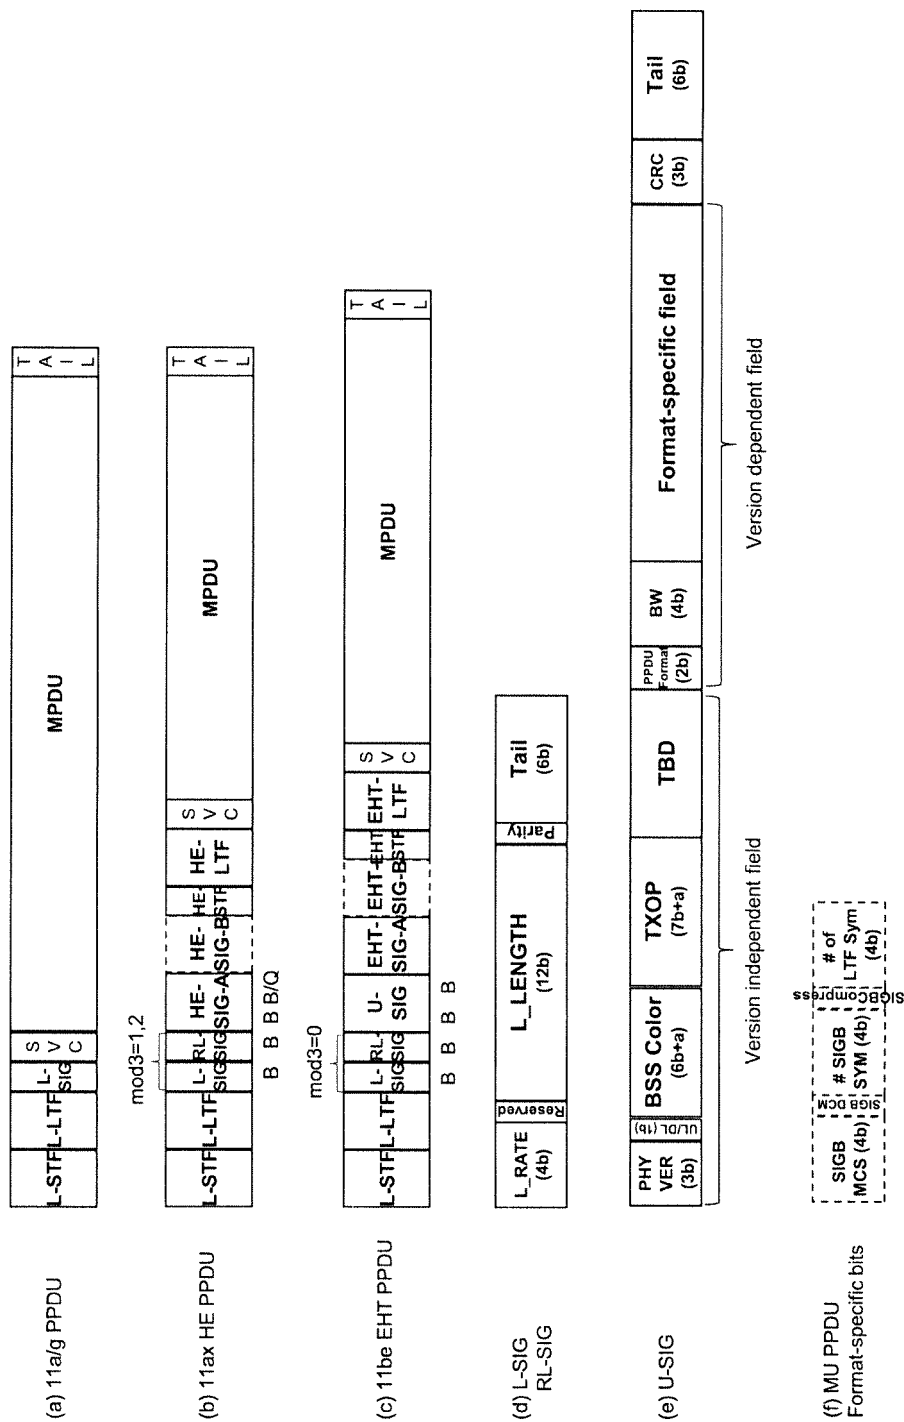 (a) 11a/g PPDU
L-STF
L-LTF
L-
SIG
S
V
C
MPDU
T
A
I
L
(b) 11ax HE PPDU
mod3=1,2
L-STF
L-LTF
L-
SIG
RL-
SIG
HE-
SIG-A
HE-
SIG-B
HE-
STF
HE-
LTF
S
V
C
MPDU
T
A
I
L
B
B
B
B/Q
(c) 11be EHT PPDU
mod3=0
L-STF
L-LTF
L-
SIG
RL-
SIG
U-
SIG
EHT-
SIG-A
EHT-
SIG-B
EHT
STF
EHT-
LTF
S
V
C
MPDU
T
A
I
L
B
B
B
B
(d) L-SIG
RL-SIG
L_RATE
(4b)
Reserved
L_LENGTH
(12b)
Parity
Tail
(6b)
(e) U-SIG
PHY
VER
(3b)
UL/DL (1b)
BSS Color
(6b+a)
TXOP
(7b+a)
TBD
PPDU
Format
(2b)
BW
(4b)
Format-specific field
CRC
(3b)
Tail
(6b)
Version independent field
Version dependent field
(f) MU PPDU
Format-specific bits
SIGB
MCS (4b)
SIGB DCM
# SIGB
SYM (4b)
SIGBCompress
# of
LTF Sym
(4b)